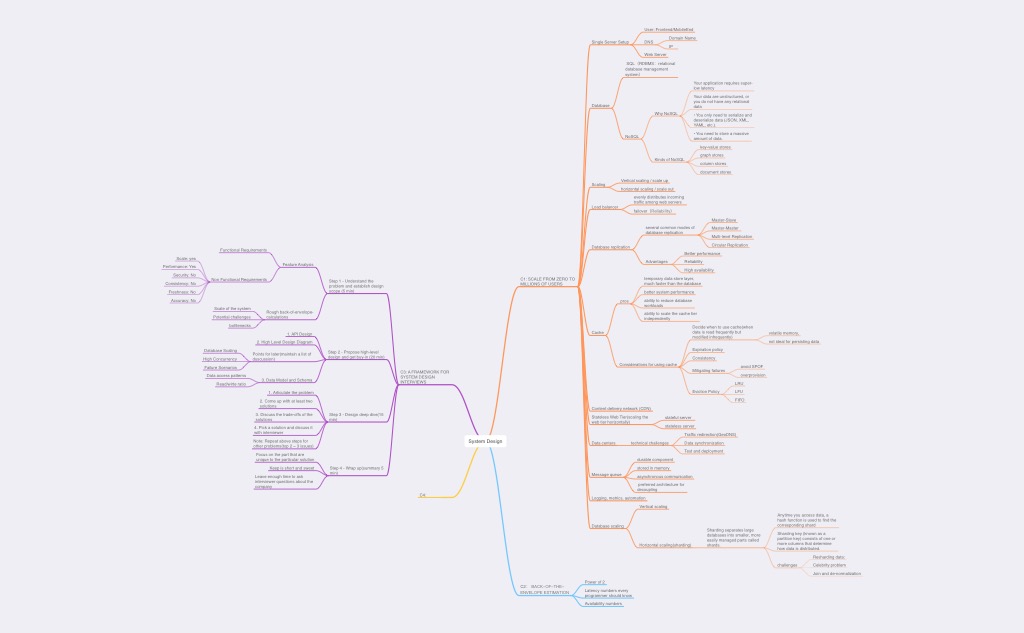 System Design
C1: SCALE FROM ZERO TO
MILLIONS OF USERS
Single Server Setup
User: Frontend/Mobile/Bot
DNS
Domain Name
IP
Web Server
Database
SQL (RDBMS: relational
database management
system)
NoSQL
Why NoSQL
Your application requires super-
low latency
Your data are unstructured, or
you do not have any relational
data
You only need to serialize and
deserialize data (JSON, XML,
YAML, etc.)
You need to store a massive
amount of data
Kinds of NoSQL
key-value stores
graph stores
column stores
document stores
Scaling
Vertical scaling / scale up
horizontal scaling / scale out
Load balancer
evenly distributes incoming
traffic among web servers
failover (Probability)
Database replication
several common modes of
database replication
Master-Slave
Master-Master
Multi-level Replication
Circular Replication
Advantages
Better performance
Reliability
High availability
Cache
pros
temporary data store layer,
much faster than the database
better system performance
ability to reduce database
workloads
ability to scale the cache tier
independently
Considerations for using cache
Decide when to use cache(when
data is read frequently but
modified infrequently)
volatile memory,
not ideal for persisting data
Expiration policy
Consistency
Mitigating failures
avoid SPOF
overprovision
Eviction Policy
LRU
LFU
FIFO
Content delivery network (CDN)
Stateless Web Tier(scaling the
web tier horizontally)
stateful server
stateless server
Data centers
technical challenges
Traffic redirection(GeoDNS)
Data synchronization
Test and deployment
Message queue
durable component
stored in memory
asynchronous communication
preferred architecture for
decoupling
Logging, metrics, automation
Database scaling
Vertical scaling
Horizontal scaling(sharding)
Sharding separates large
databases into smaller, more
easily managed parts called
shards
Anytime you access data, a
hash function is used to find the
corresponding shard
Sharding key (known as a
partition key) consists of one or
more columns that determine
how data is distributed.
challenges
Resharding data:
Celebrity problem
Join and de-normalization
C2: BACK-OF-THE-
ENVELOPE ESTIMATION
Power of 2
Latency numbers every
programmer should know
Availability numbers
C3: A FRAMEWORK FOR
SYSTEM DESIGN
INTERVIEWS
Step 1 - Understand the
problem and establish design
scope (5 min)
Feature Analysis
Functional Requirements
Non Functional Requirements
Scale: yes
Performance: Yes
Security: No
Consistency: No
Freshness: No
Accuracy: No
Rough back-of-envelope
calculations
Scale of the system
Potential challenges
bottlenecks
Step 2 - Propose high-level
design and get buy-in (20 min)
1. API Design
2. High Level Design Diagram
Points for later(maintain a list of
discussions
Database Scaling
High Concurrency
Failure Scenarios
3. Data Model and Schema
Data access patterns
Read/write ratio
Step 3 - Design deep dive(15
min)
1. Articulate the problem
2. Come up with at least two
solutions
3. Discuss the trade-offs of the
solutions
4. Pick a solution and discuss it
with interviewer
Note: Repeat above steps for
other problems(top 2 ~ 3 issues)
Step 4 - Wrap up(summary 5
min)
Focus on the part that are
unique to the particular solution
Keep is short and sweet
Leave enough time to ask
interviewer questions about the
company
C4: